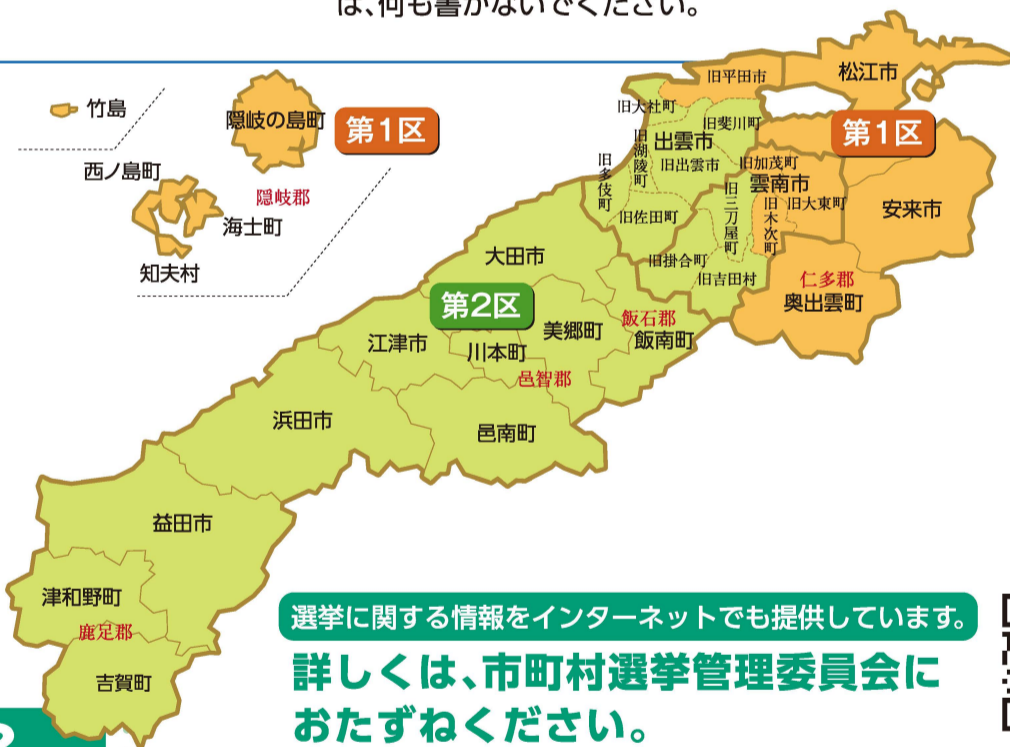 は、何も書かないでください。
竹島
隠岐の島町
第1区
西ノ島町
隠岐郡
海士町
知夫村
旧平田市
松江市
旧大社町
旧斐川町
出雲市
旧湖陵町
旧出雲市
旧多伎町
旧佐田町
第1区
旧加茂町
雲南市
旧三刀屋町
旧木次町
旧大東町
安来市
旧掛合町
旧吉田村
仁多郡
奥出雲町
大田市
第2区
江津市
川本町
美郷町
飯石郡
飯南町
邑智郡
浜田市
邑南町
益田市
津和野町
鹿足郡
吉賀町
選挙に関する情報をインターネットでも提供しています。
詳しくは、市町村選挙管理委員会に
おたずねください。